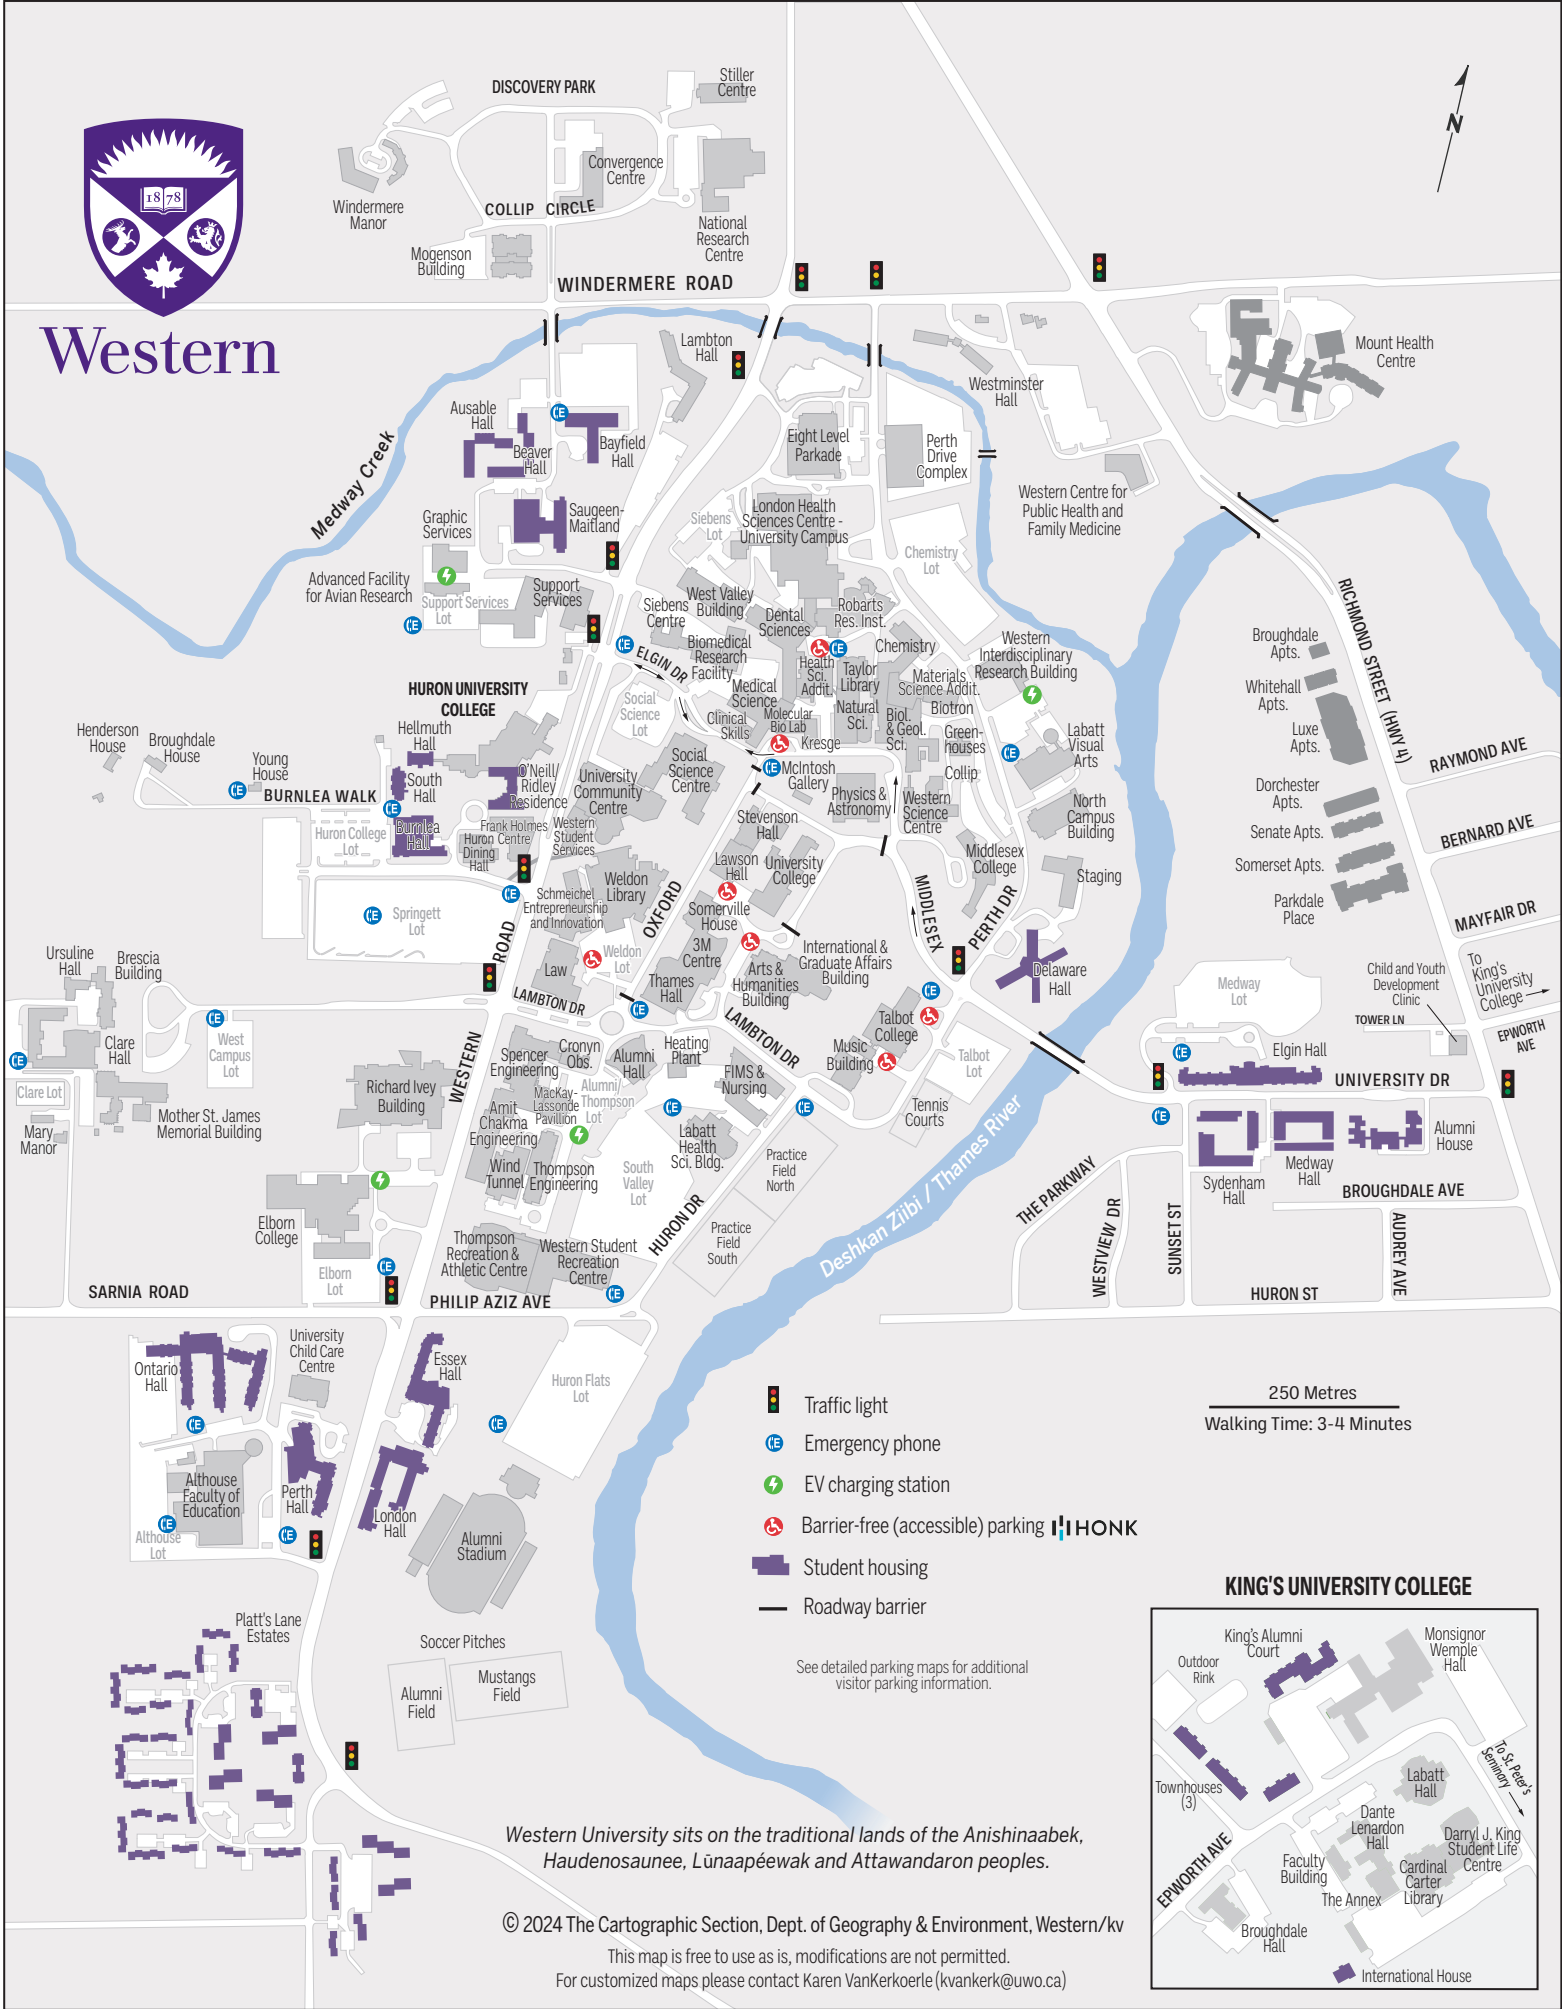 DISCOVERY PARK
Stiller
Centre
Convergence
Centre
Windermere
Manor
COLLIP CIRCLE
National
Research
Centre
Mogenson
Building
1878
Western
WINDERMERE ROAD
N
Lambton
Hall
Mount Health
Centre
Westminster
Hall
Medway Creek
Ausable
Hall
Beaver
Hall
Bayfield
Hall
Eight Level
Parkade
Perth
Drive
Complex
Western Centre for
Public Health and
Family Medicine
Graphic
Services
Saugeen-
Maitland
Siebens
Lot
London Health
Sciences Centre -
University Campus
Chemistry
Lot
Advanced Facility
for Avian Research
Support Services
Lot
Support
Services
Siebens
Centre
West Valley
Building
Dental
Sciences
Robarts
Res. Inst.
RICHMOND STREET (HWY 4)
Broughdale
Apts.
Whitehall
Apts.
Luxe
Apts.
Dorchester
Apts.
Senate Apts.
Somerset Apts.
Parkdale
Place
RAYMOND AVE
BERNARD AVE
MAYFAIR DR
ELGIN DR
Biomedical
Research
Facility
Health
Sci.
Addit.
Taylor
Library
Chemistry
Western
Interdisciplinary
Research Building
Materials
Science Addit.
Biotron
HURON UNIVERSITY
COLLEGE
Social
Science
Lot
Medical
Science
Clinical
Skills
Molecular
Bio Lab
Kresge
Natural
Sci.
Biol.
& Geol.
Sci.
Green-
houses
Collip
Labatt
Visual
Arts
Henderson
House
Broughdale
House
Young
House
BURNLEA WALK
Hellmuth
Hall
South
Hall
O'Neill/
Ridley
Residence
University
Community
Centre
Social
Science
Centre
McIntosh
Gallery
Physics &
Astronomy
Western
Science
Centre
North
Campus
Building
Huron College
Lot
Burnlea
Hall
Frank Holmes
Centre
Huron
Dining
Hall
Western
Student
Services
Stevenson
Hall
Lawson
Hall
University
College
Middlesex
College
Staging
Springett
Lot
Schmeichel
Entrepreneurship
and Innovation
Weldon
Library
OXFORD
Somerville
House
MIDDLESEX
PERTH DR
ROAD
Law
Weldon
Lot
3M
Centre
Thames
Hall
Arts &
Humanities
Building
International &
Graduate Affairs
Building
Delaware
Hall
Ursuline
Hall
Brescia
Building
Clare
Hall
West
Campus
Lot
Clare Lot
Mary
Manor
Mother St. James
Memorial Building
LAMBTON DR
LAMBTON DR
Talbot
College
Music
Building
Talbot
Lot
Tennis
Courts
Medway
Lot
Child and Youth
Development
Clinic
To
King's
University
College
TOWER LN
EPWORTH
AVE
Elgin Hall
UNIVERSITY DR
WESTERN
Richard Ivey
Building
Spencer
Engineering
Cronyn
Obs.
Alumni
Hall
Heating
Plant
FIMS &
Nursing
Amit
Chakma
Engineering
MacKay-
Lassonde
Pavillion
Alumni/
Thompson
Lot
Labatt
Health
Sci. Bldg.
Wind
Tunnel
Thompson
Engineering
South
Valley
Lot
Practice
Field
North
Practice
Field
South
HURON DR
Deshkan Ziibi / Thames River
Sydenham
Hall
Medway
Hall
Alumni
House
BROUGHDALE AVE
THE PARKWAY
WESTVIEW DR
SUNSET ST
AUDREY AVE
HURON ST
Elborn
College
Elborn
Lot
Thompson
Recreation &
Athletic Centre
Western Student
Recreation
Centre
SARNIA ROAD
PHILIP AZIZ AVE
Ontario
Hall
University
Child Care
Centre
Essex
Hall
Huron Flats
Lot
Althouse
Faculty of
Education
Althouse
Lot
Perth
Hall
London
Hall
Alumni
Stadium
Traffic light
Emergency phone
EV charging station
Barrier-free (accessible) parking HONK
Student housing
Roadway barrier
See detailed parking maps for additional
visitor parking information.
250 Metres
Walking Time: 3-4 Minutes
Platt's Lane
Estates
Soccer Pitches
Alumni
Field
Mustangs
Field
KING'S UNIVERSITY COLLEGE
King's Alumni
Court
Monsignor
Wemple
Hall
Outdoor
Rink
Townhouses
(3)
To St. Peter's
Seminary
Labatt
Hall
Dante
Lenardon
Hall
Darryl J. King
Student Life
Centre
Faculty
Building
Cardinal
Carter
Library
The Annex
EPWORTH AVE
Broughdale
Hall
International House
Western University sits on the traditional lands of the Anishinaabek,
Haudenosaunee, Lūnaapéewak and Attawandaron peoples.
© 2024 The Cartographic Section, Dept. of Geography & Environment, Western/kv
This map is free to use as is, modifications are not permitted.
For customized maps please contact Karen VanKerkoerle (kvankerk@uwo.ca)